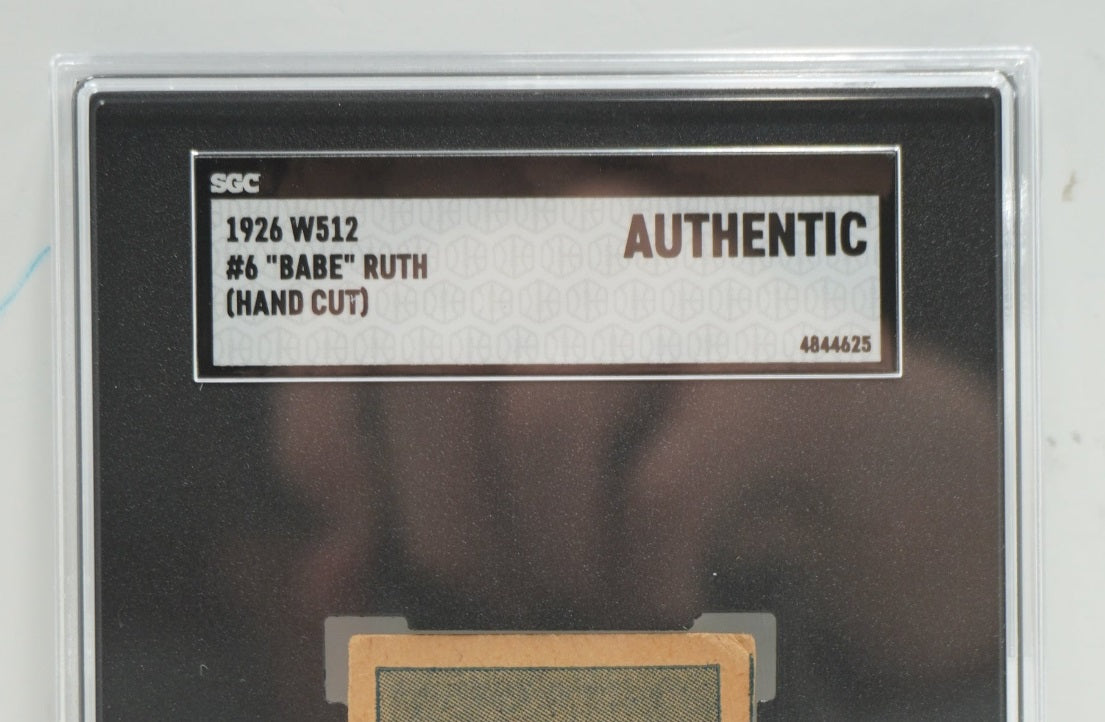 SGC
1926 W512
#6 "BABE" RUTH
(HAND CUT)
AUTHENTIC
4844625